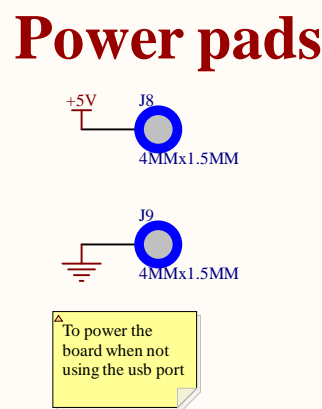 Power pads
+5V
J8
4MMx1.5MM
J9
4MMx1.5MM
To power the
board when not
using the usb port